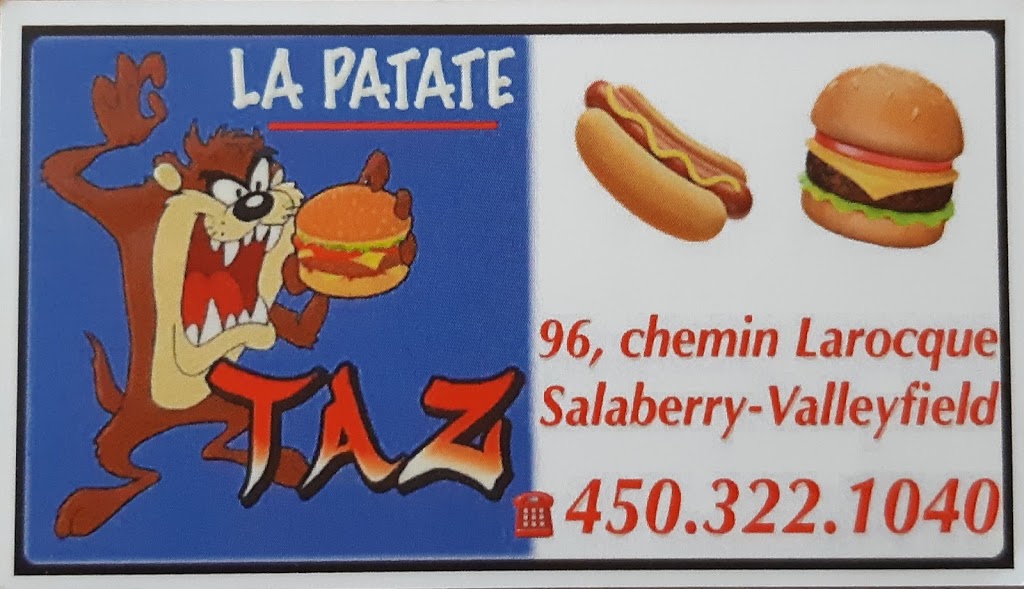 LA PATATE
TAZ
96, chemin Larocque
Salaberry-Valleyfield
450.322.1040